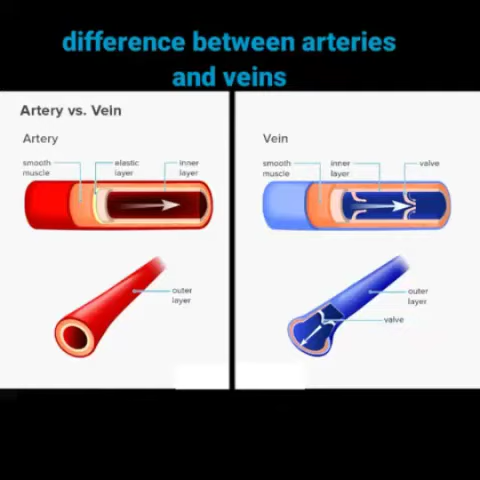 difference between arteries
and veins
Artery vs. Vein
Artery
smooth
muscle
elastic
layer
inner
layer
outer
layer
Vein
smooth
muscle
inner
layer
valve
outer
layer
valve